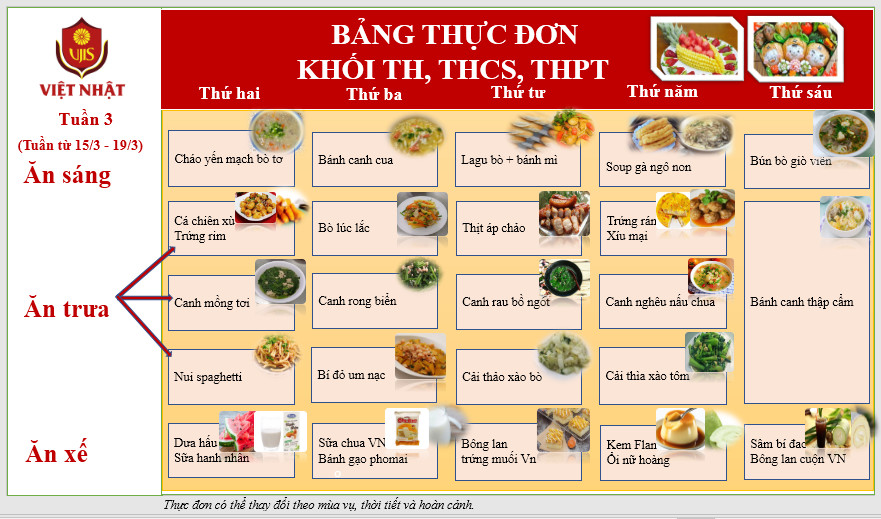 BẢNG THỰC ĐƠN
KHỐI TH, THCS, THPT
VJIS
VIỆT NHẬT
Tuần 3
(Tuần từ 15/3 - 19/3)
Thứ hai
Thứ ba
Thứ tư
Thứ năm
Thứ sáu
Ăn sáng
Cháo yến mạch bò tơ
Bánh canh cua
Lagu bò + bánh mì
Soup gà ngô non
Bún bò giò viên
Ăn trưa
Cá chiên xù
Trứng rim
Bò lúc lắc
Thịt áp chảo
Trứng rán
Xíu mại
Bánh canh thập cẩm
Canh mồng tơi
Canh rong biển
Canh rau bồ ngót
Canh nghêu nấu chua
Nui spaghetti
Bí đỏ um nạc
Cải thảo xào bò
Cải thìa xào tôm
Ăn xế
Dưa hấu
Sữa hạnh nhân
Sữa chua VN
Bánh gạo phomai
Bông lan
trứng muối Vn
Kem Flan
Ổi nữ hoàng
Sâm bí đao
Bông lan cuộn VN
Thực đơn có thể thay đổi theo mùa vụ, thời tiết và hoàn cảnh.